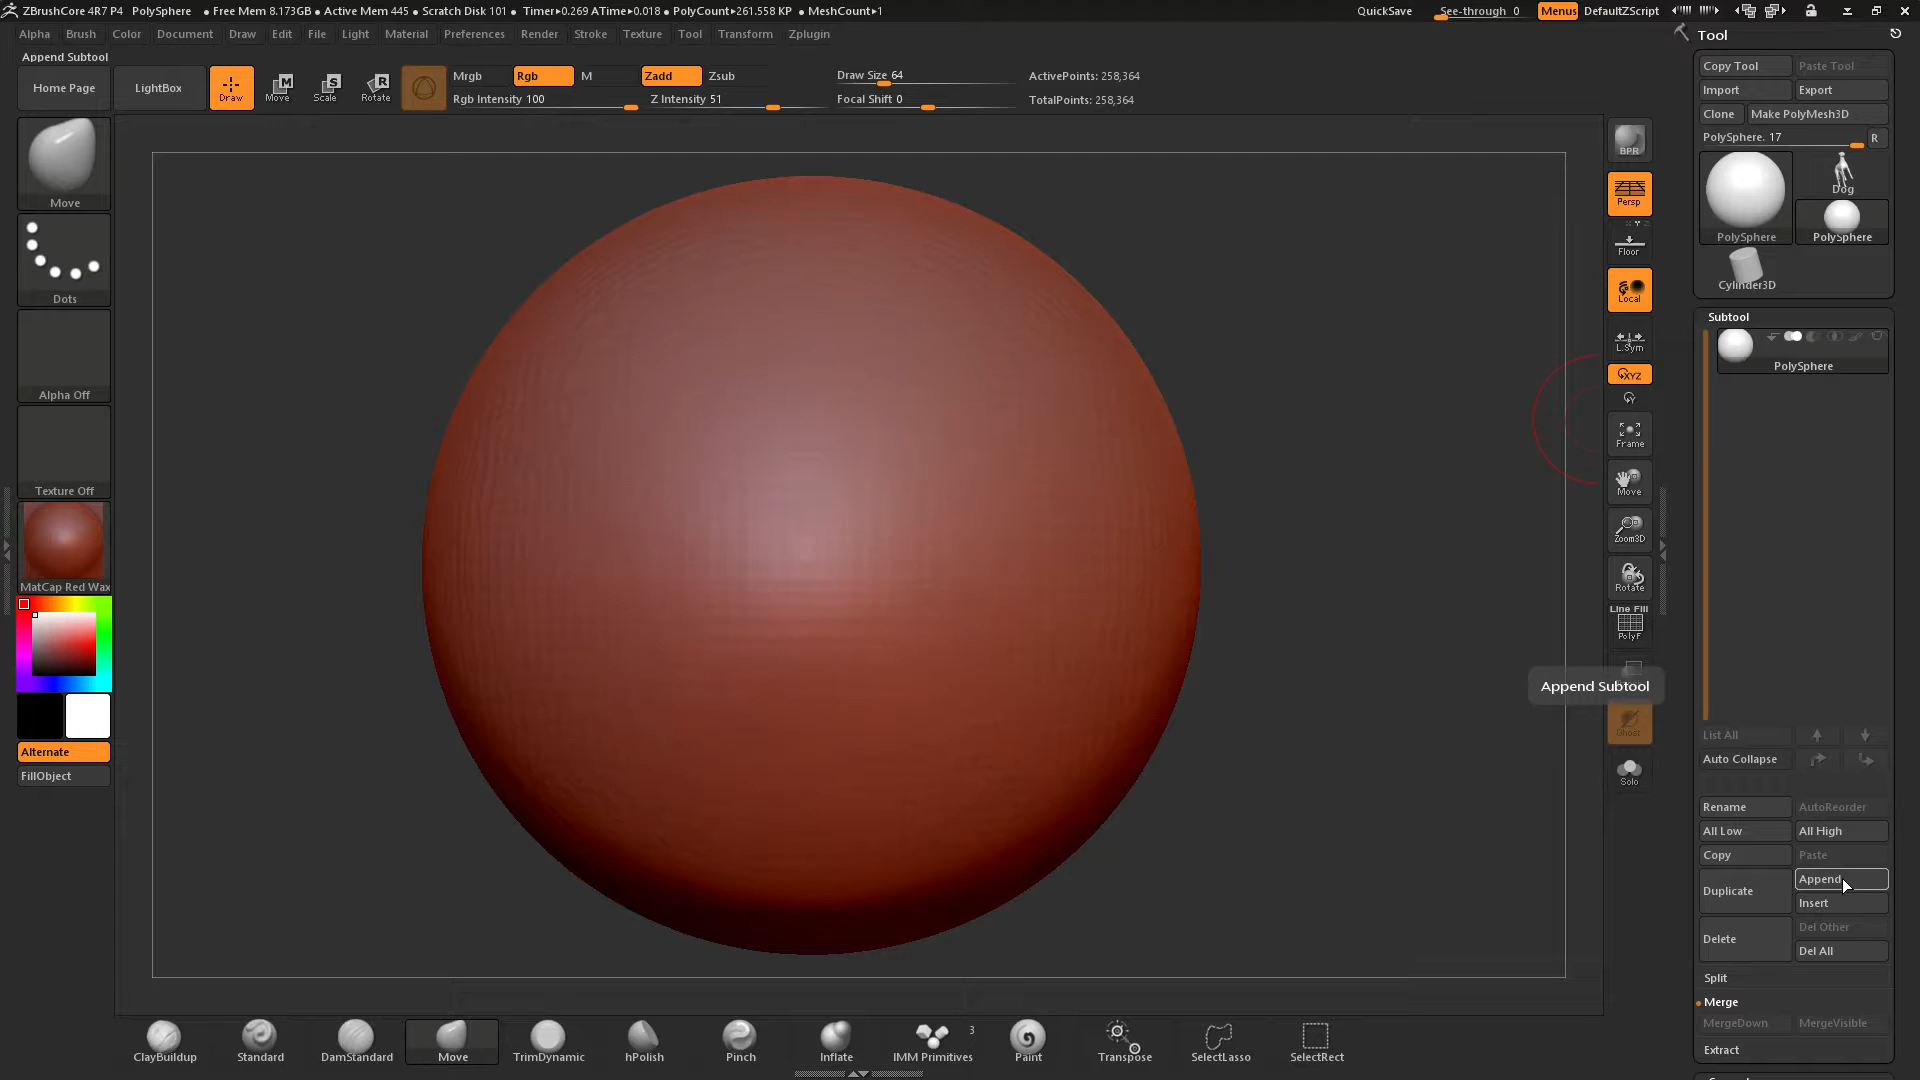 ZBrushCore 4R7 P4 PolySphere ● Free Mem 8.173GB ● Active Mem 445 ● Scratch Disk 101 ● Timer▸0.269 ATime▸0.018 ● PolyCount▸261.558 KP ● MeshCount▸1 QuickSave See-through 0 Menus DefaultZScript
Alpha Brush Color Document Draw Edit File Light Material Preferences Render Stroke Texture Tool Transform Zplugin
Append Subtool
Home Page
LightBox
Draw
Move
Scale
Rotate
Mrgb Rgb M Zadd Zsub
Rgb Intensity 100 Z Intensity 51
Draw Size 64
Focal Shift 0
ActivePoints: 258,364
TotalPoints: 258,364
Move
Dots
Alpha Off
Texture Off
MatCap Red Wax
Alternate
FillObject
BPR
Persp
Floor
Local
L.Sym
XYZ
Y
Frame
Move
Zoom3D
Rotate
Line Fill
PolyF
Append Subtool
Ghost
Solo
Tool
Copy Tool Paste Tool
Import Export
Clone Make PolyMesh3D
PolySphere. 17 R
PolySphere
Dog
PolySphere
Cylinder3D
Subtool
PolySphere
List All
Auto Collapse
Rename AutoReorder
All Low All High
Copy Paste
Duplicate Append
Insert
Delete Del Other
Del All
Split
Merge
MergeDown MergeVisible
Extract
ClayBuildup Standard DamStandard Move TrimDynamic hPolish Pinch Inflate IMM Primitives 3 Paint Transpose SelectLasso SelectRect